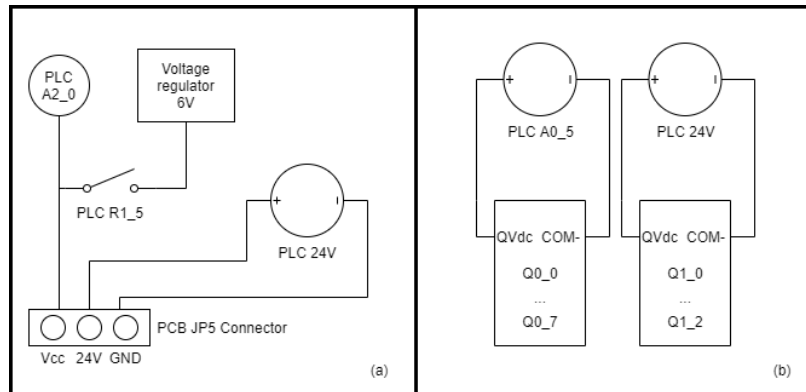 PLC
A2_0
Voltage
regulator
6V
PLC R1_5
+ -
PLC 24V
PCB JP5 Connector
Vcc 24V GND
(a)
+ -
PLC A0_5
QVdc COM-
Q0_0
...
Q0_7
+ -
PLC 24V
QVdc COM-
Q1_0
...
Q1_2
(b)